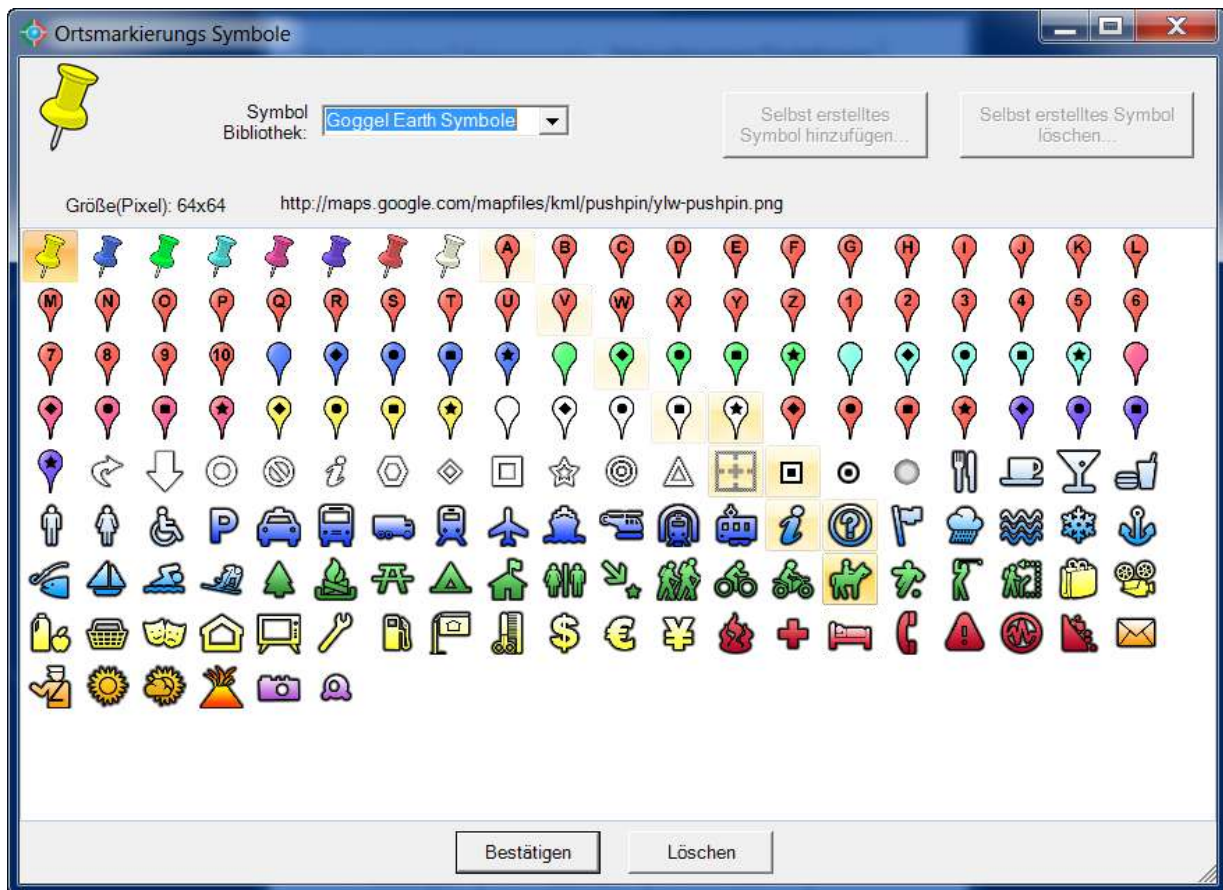 Ortsmarkierungs Symbole
Symbol
Bibliothek:
Goggel Earth Symbole
Selbst erstelltes
Symbol hinzufügen...
Selbst erstelltes Symbol
löschen...
Größe(Pixel): 64x64
http://maps.google.com/mapfiles/kml/pushpin/ylw-pushpin.png
A B C D E F G H I J K L
M N O P Q R S T U V W X Y Z 1 2 3 4 5 6
7 8 9 10
i
P i ?
$ € ¥ !
Bestätigen
Löschen